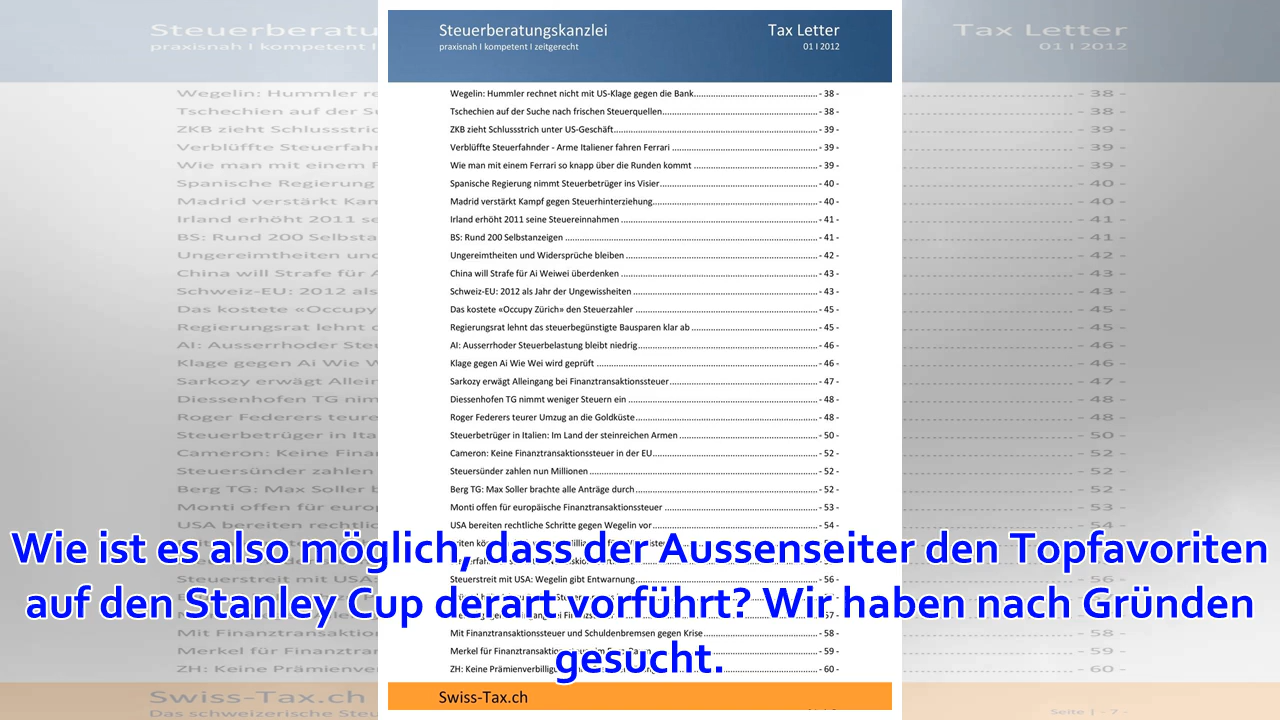 Steuerberatungskanzlei
Tax Letter
praxisnah I kompetent I zeitgerecht
01 I 2012
Wegelin: Hummler rechnet nicht mit US-Klage gegen die Bank - 38 -
Tschechien auf der Suche nach frischen Steuerquellen - 38 -
ZKB zieht Schlussstrich unter US-Geschäft - 39 -
Verblüffte Steuerfahnder - Arme Italiener fahren Ferrari - 39 -
Wie man mit einem Ferrari so knapp über die Runden kommt - 39 -
Spanische Regierung nimmt Steuerbetrüger ins Visier - 40 -
Madrid verstärkt Kampf gegen Steuerhinterziehung - 40 -
Irland erhöht 2011 seine Steuereinnahmen - 41 -
BS: Rund 200 Selbstanzeigen - 41 -
Ungereimtheiten und Widersprüche bleiben - 42 -
China will Strafe für Ai Weiwei überdenken - 43 -
Schweiz-EU: 2012 als Jahr der Ungewissheiten - 43 -
Das kostete «Occupy Zürich» den Steuerzahler - 45 -
Regierungsrat lehnt das steuerbegünstigte Bausparen klar ab - 45 -
AI: Ausserrhoder Steuerbelastung bleibt niedrig - 46 -
Klage gegen Ai Wie Wei wird geprüft - 46 -
Sarkozy erwägt Alleingang bei Finanztransaktionssteuer - 47 -
Diessenhofen TG nimmt weniger Steuern ein - 48 -
Roger Federers teurer Umzug an die Goldküste - 48 -
Steuerbetrüger in Italien: Im Land der steinreichen Armen - 50 -
Cameron: Keine Finanztransaktionssteuer in der EU - 52 -
Steuersünder zahlen nun Millionen - 52 -
Berg TG: Max Soller brachte alle Anträge durch - 52 -
Monti offen für europäische Finanztransaktionssteuer - 53 -
USA bereiten rechtliche Schritte gegen Wegelin vor - 54 -
Wie ist es also möglich, dass der Aussenseiter den Topfavoriten
Steuerstreit mit USA: Wegelin gibt Entwarnung - 56 -
auf den Stanley Cup derart vorführt? Wir haben nach Gründen
- 57 -
Mit Finanztransaktionssteuer und Schuldenbremsen gegen Krise - 58 -
gesucht.
Merkel für - 59 -
ZH: Keine - 60 -
Swiss-Tax.ch